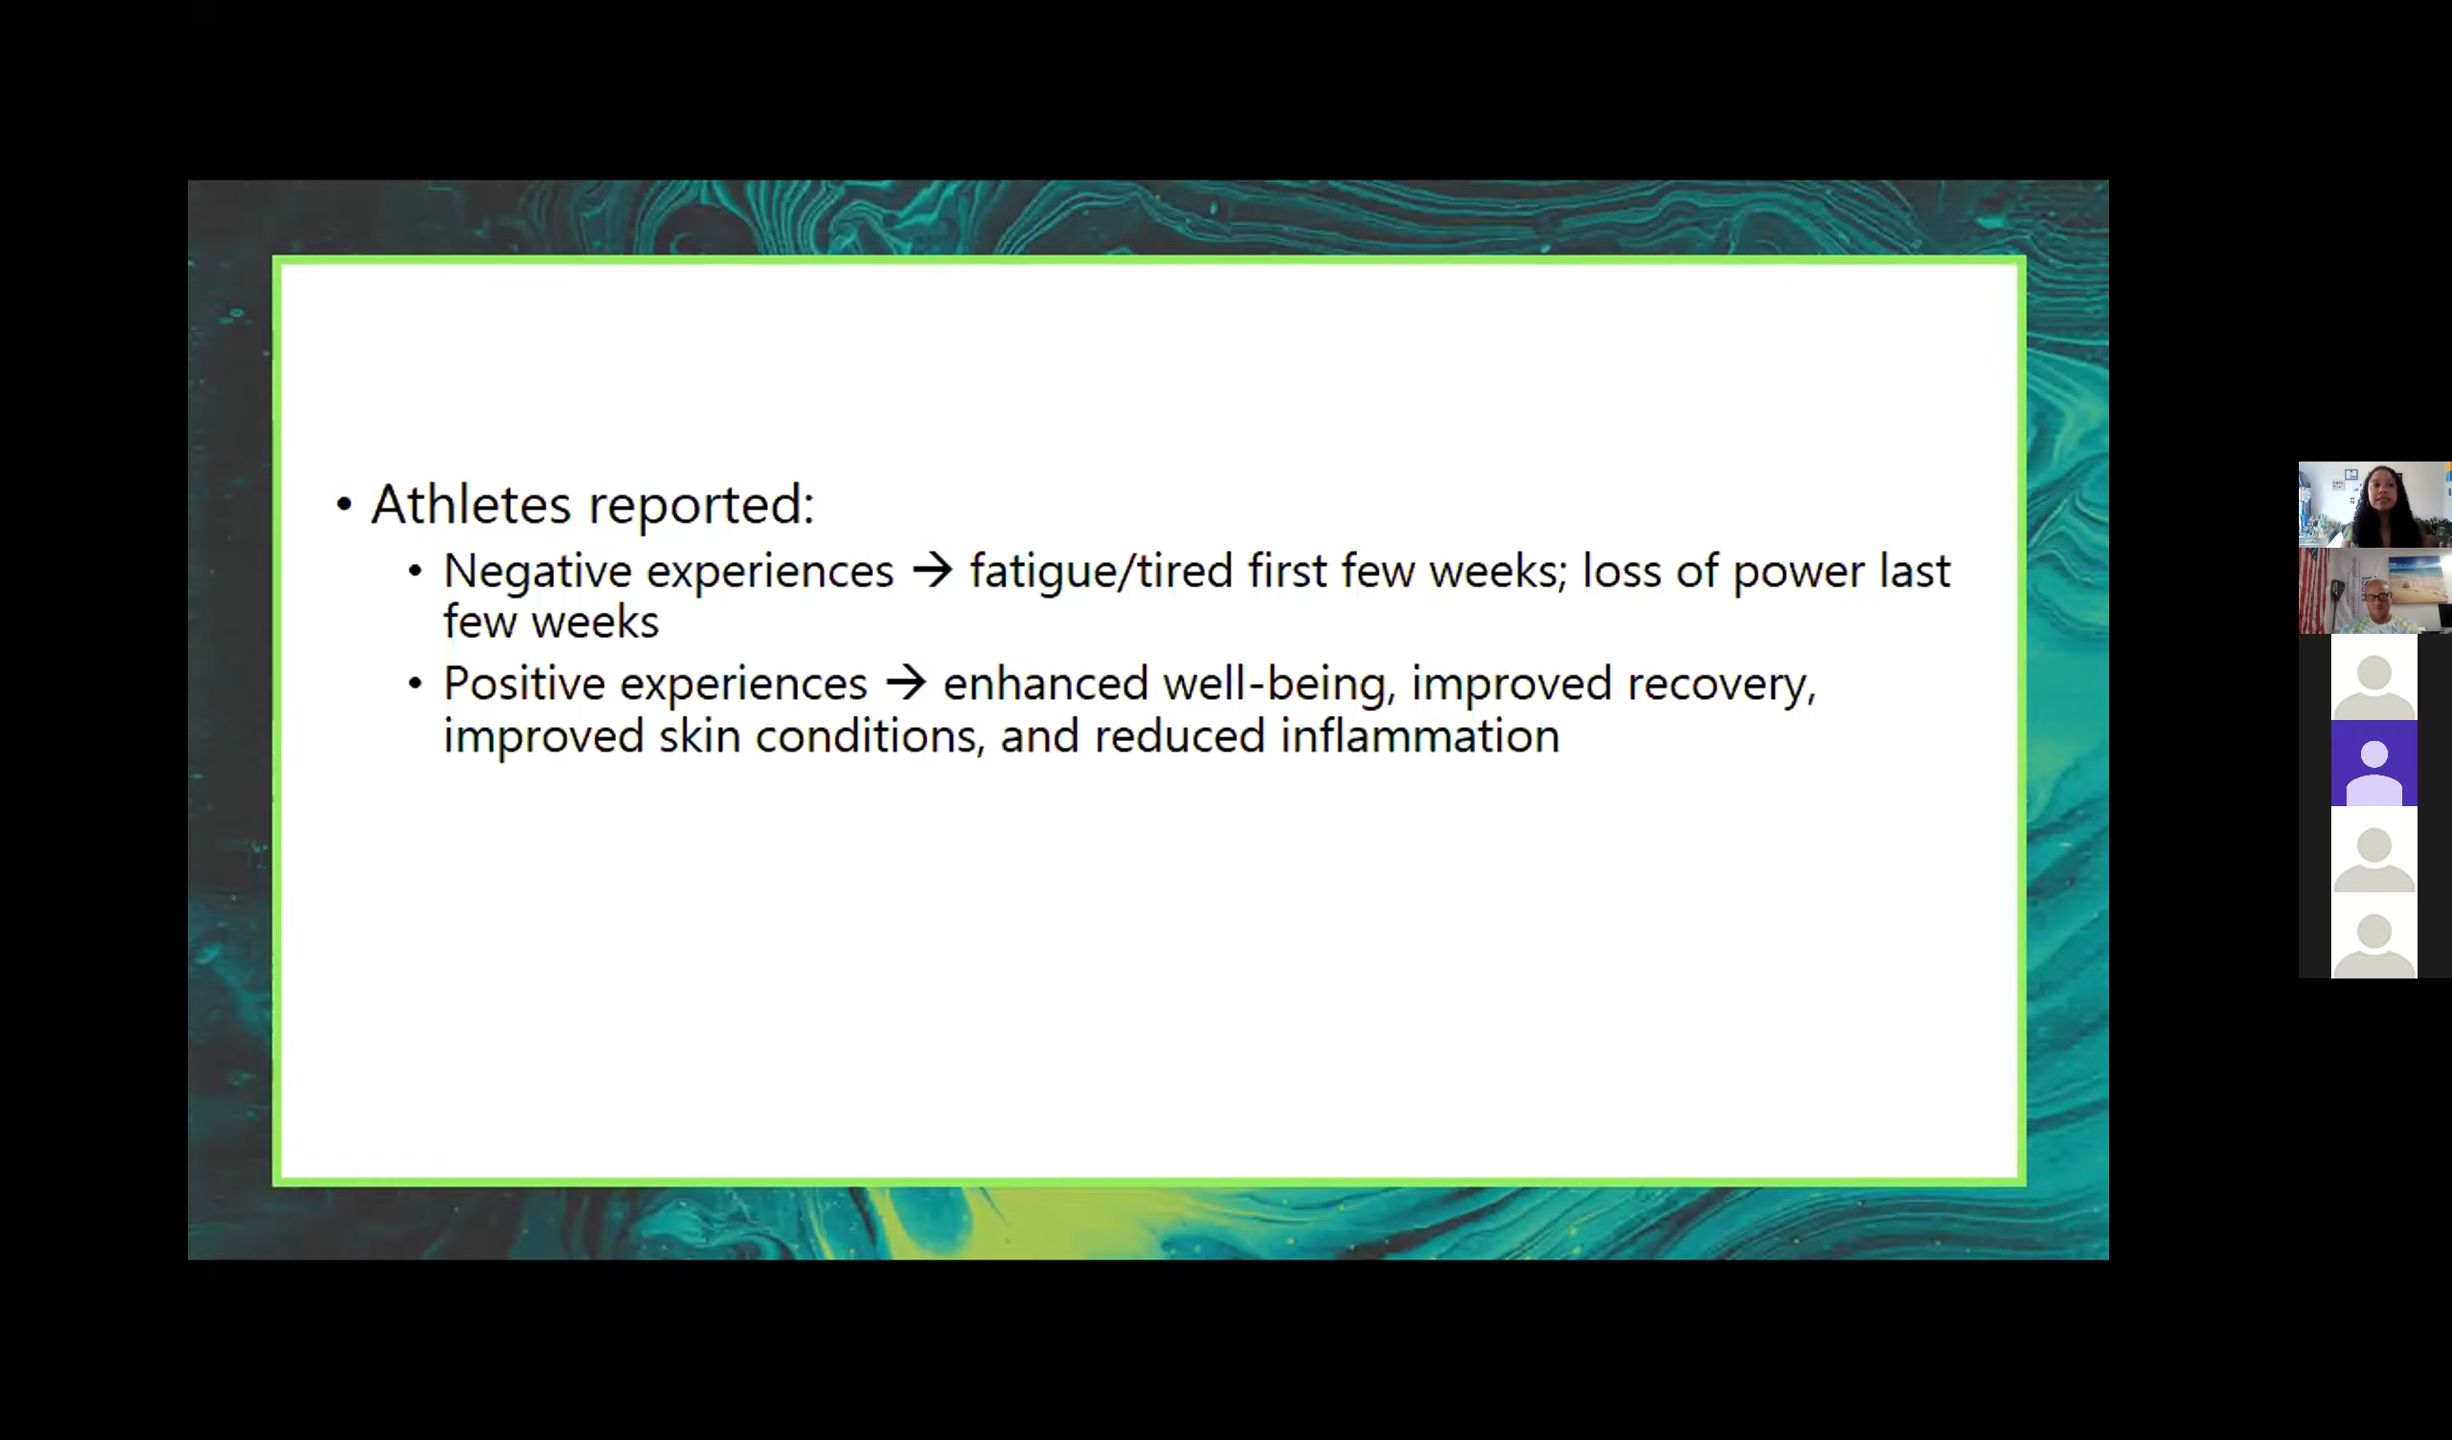 • Athletes reported:
• Negative experiences → fatigue/tired first few weeks; loss of power last
few weeks
• Positive experiences → enhanced well-being, improved recovery,
improved skin conditions, and reduced inflammation